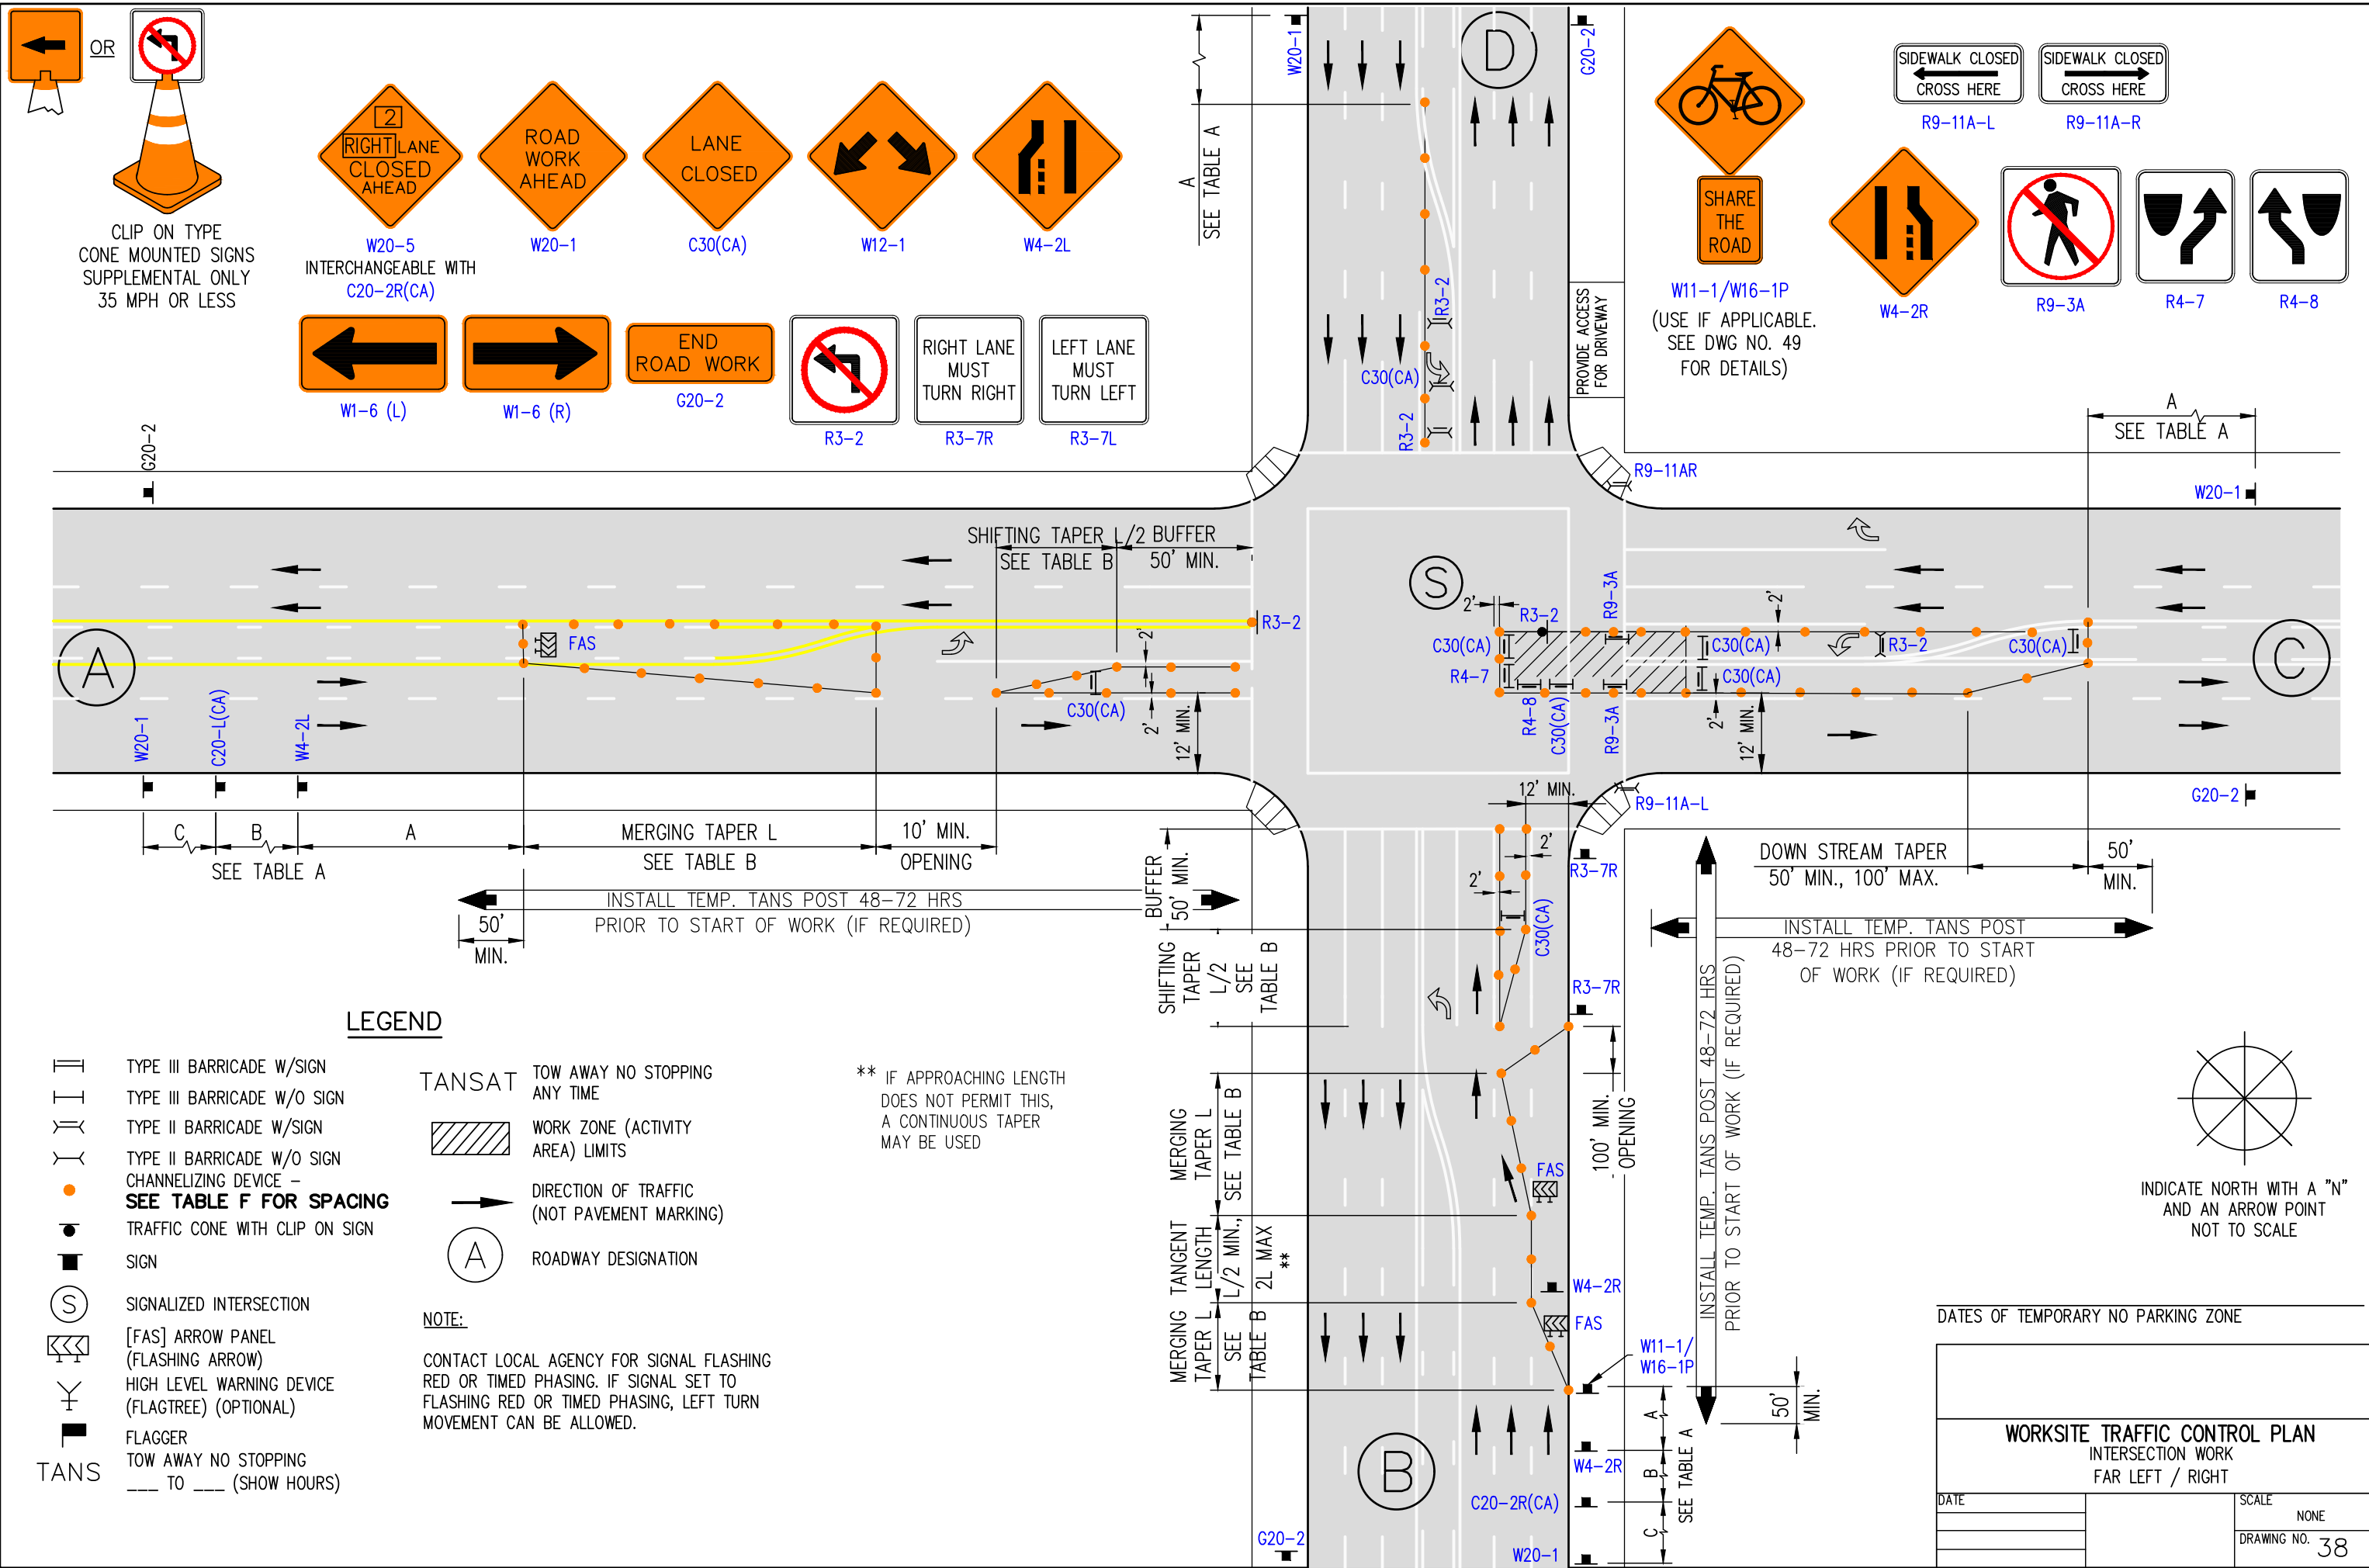 OR
CLIP ON TYPE
CONE MOUNTED SIGNS
SUPPLEMENTAL ONLY
35 MPH OR LESS
2
RIGHT LANE
CLOSED
AHEAD
W20-5
INTERCHANGEABLE WITH
C20-2R(CA)
ROAD
WORK
AHEAD
W20-1
LANE
CLOSED
C30(CA)
W12-1
W4-2L
W1-6 (L)
W1-6 (R)
END
ROAD WORK
G20-2
R3-2
RIGHT LANE
MUST
TURN RIGHT
R3-7R
LEFT LANE
MUST
TURN LEFT
R3-7L
SHARE
THE
ROAD
W11-1/W16-1P
(USE IF APPLICABLE.
SEE DWG NO. 49
FOR DETAILS)
SIDEWALK CLOSED
CROSS HERE
R9-11A-L
SIDEWALK CLOSED
CROSS HERE
R9-11A-R
W4-2R
R9-3A
R4-7
R4-8
W20-1
D
G20-2
A
SEE TABLE A
R3-2
C30(CA)
R3-2
PROVIDE ACCESS
FOR DRIVEWAY
R9-11AR
A
SEE TABLE A
W20-1
G20-2
SHIFTING TAPER L/2
SEE TABLE B
BUFFER
50' MIN.
R3-2
FAS
A
W20-1
C20-L(CA)
W4-2L
C30(CA)
2'
2'
12' MIN.
S
2'
R3-2
R9-3A
C30(CA)
R4-7
R4-8
C30(CA)
R9-3A
C30(CA)
C30(CA)
2'
R3-2
C30(CA)
2'
12' MIN.
C
G20-2
R9-11A-L
C
B
A
SEE TABLE A
MERGING TAPER L
SEE TABLE B
10' MIN.
OPENING
INSTALL TEMP. TANS POST 48-72 HRS
PRIOR TO START OF WORK (IF REQUIRED)
50'
MIN.
12' MIN.
2'
2'
R3-7R
C30(CA)
BUFFER
50' MIN.
SHIFTING
TAPER
L/2
SEE
TABLE B
R3-7R
DOWN STREAM TAPER
50' MIN., 100' MAX.
50'
MIN.
INSTALL TEMP. TANS POST
48-72 HRS PRIOR TO START
OF WORK (IF REQUIRED)
INSTALL TEMP. TANS POST 48-72 HRS
PRIOR TO START OF WORK (IF REQUIRED)
100' MIN.
OPENING
MERGING
TAPER L
SEE TABLE B
FAS
TANGENT
LENGTH
L/2 MIN.,
2L MAX
**
W4-2R
MERGING
TAPER L
SEE
TABLE B
FAS
W11-1/
W16-1P
50'
MIN.
A
W4-2R
B
C20-2R(CA)
C
SEE TABLE A
W20-1
B
G20-2
LEGEND
TYPE III BARRICADE W/SIGN
TYPE III BARRICADE W/O SIGN
TYPE II BARRICADE W/SIGN
TYPE II BARRICADE W/O SIGN
CHANNELIZING DEVICE -
SEE TABLE F FOR SPACING
TRAFFIC CONE WITH CLIP ON SIGN
SIGN
S
SIGNALIZED INTERSECTION
[FAS] ARROW PANEL
(FLASHING ARROW)
HIGH LEVEL WARNING DEVICE
(FLAGTREE) (OPTIONAL)
FLAGGER
TANS
TOW AWAY NO STOPPING
___ TO ___ (SHOW HOURS)
TANSAT
TOW AWAY NO STOPPING
ANY TIME
WORK ZONE (ACTIVITY
AREA) LIMITS
DIRECTION OF TRAFFIC
(NOT PAVEMENT MARKING)
A
ROADWAY DESIGNATION
NOTE:
CONTACT LOCAL AGENCY FOR SIGNAL FLASHING
RED OR TIMED PHASING. IF SIGNAL SET TO
FLASHING RED OR TIMED PHASING, LEFT TURN
MOVEMENT CAN BE ALLOWED.
** IF APPROACHING LENGTH
DOES NOT PERMIT THIS,
A CONTINUOUS TAPER
MAY BE USED
INDICATE NORTH WITH A "N"
AND AN ARROW POINT
NOT TO SCALE
DATES OF TEMPORARY NO PARKING ZONE
WORKSITE TRAFFIC CONTROL PLAN
INTERSECTION WORK
FAR LEFT / RIGHT
DATE
SCALE
NONE
DRAWING NO. 38